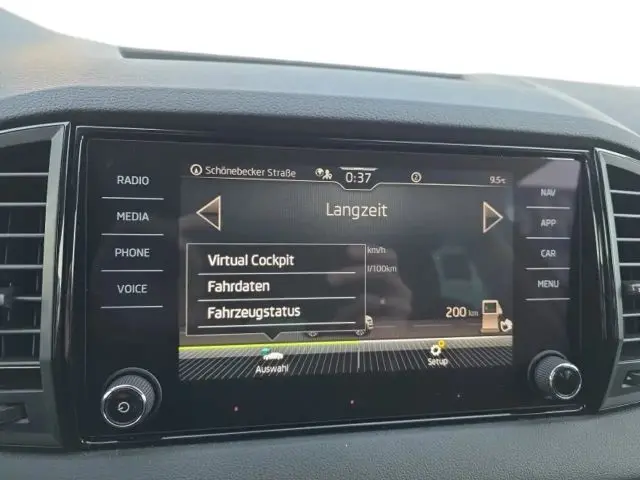 RADIO
MEDIA
PHONE
VOICE
Schönebecker Straße
0:37
9.5°C
Langzeit
km/h
l/100km
Virtual Cockpit
Fahrdaten
Fahrzeugstatus
200 km
Auswahl
Setup
NAV
APP
CAR
MENU